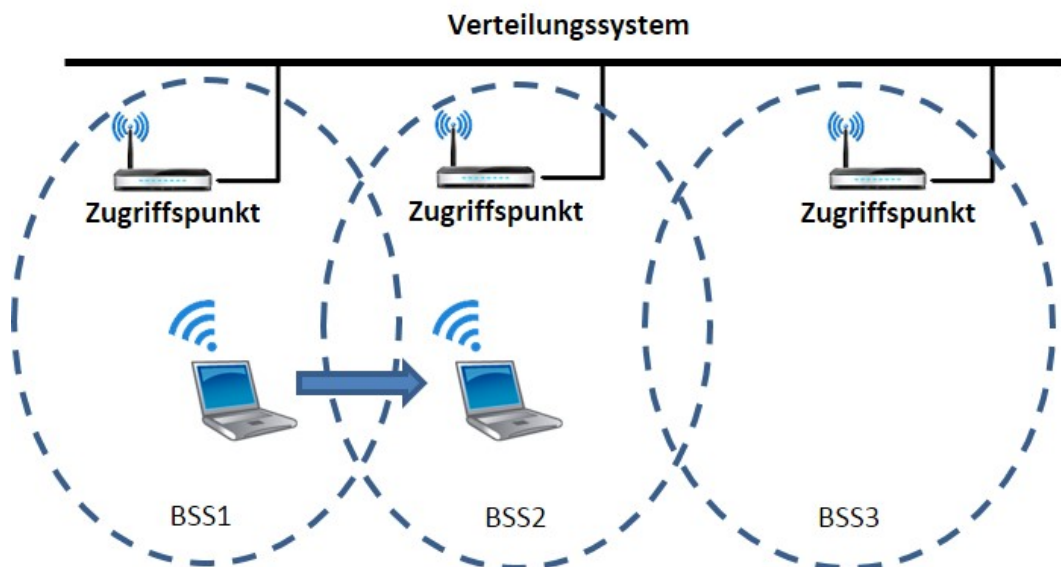 Verteilungssystem
Zugriffspunkt
Zugriffspunkt
Zugriffspunkt
BSS1
BSS2
BSS3